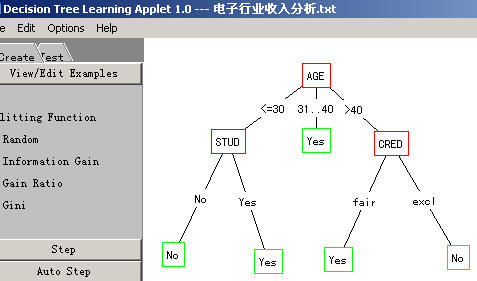 Decision Tree Learning Applet 1.0 --- 电子行业收入分析.txt
e Edit Options Help
Create Test
View/Edit Examples
litting Function
Random
Information Gain
Gain Ratio
Gini
Step
Auto Step
AGE
<=30 31..40 >40
STUD Yes CRED
No Yes fair excl
No Yes Yes No